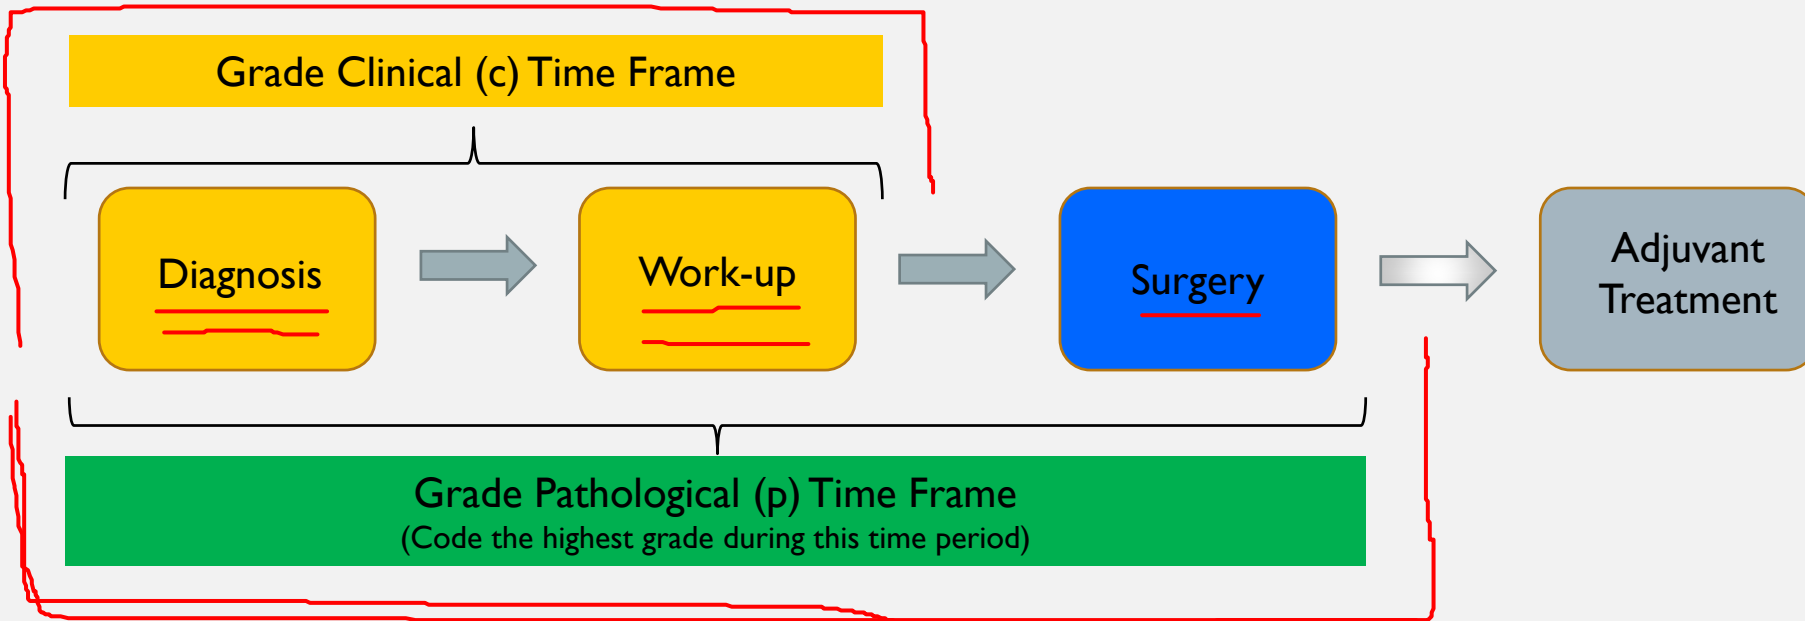 Grade Clinical (c) Time Frame
Diagnosis
Work-up
Surgery
Adjuvant
Treatment
Grade Pathological (p) Time Frame
(Code the highest grade during this time period)